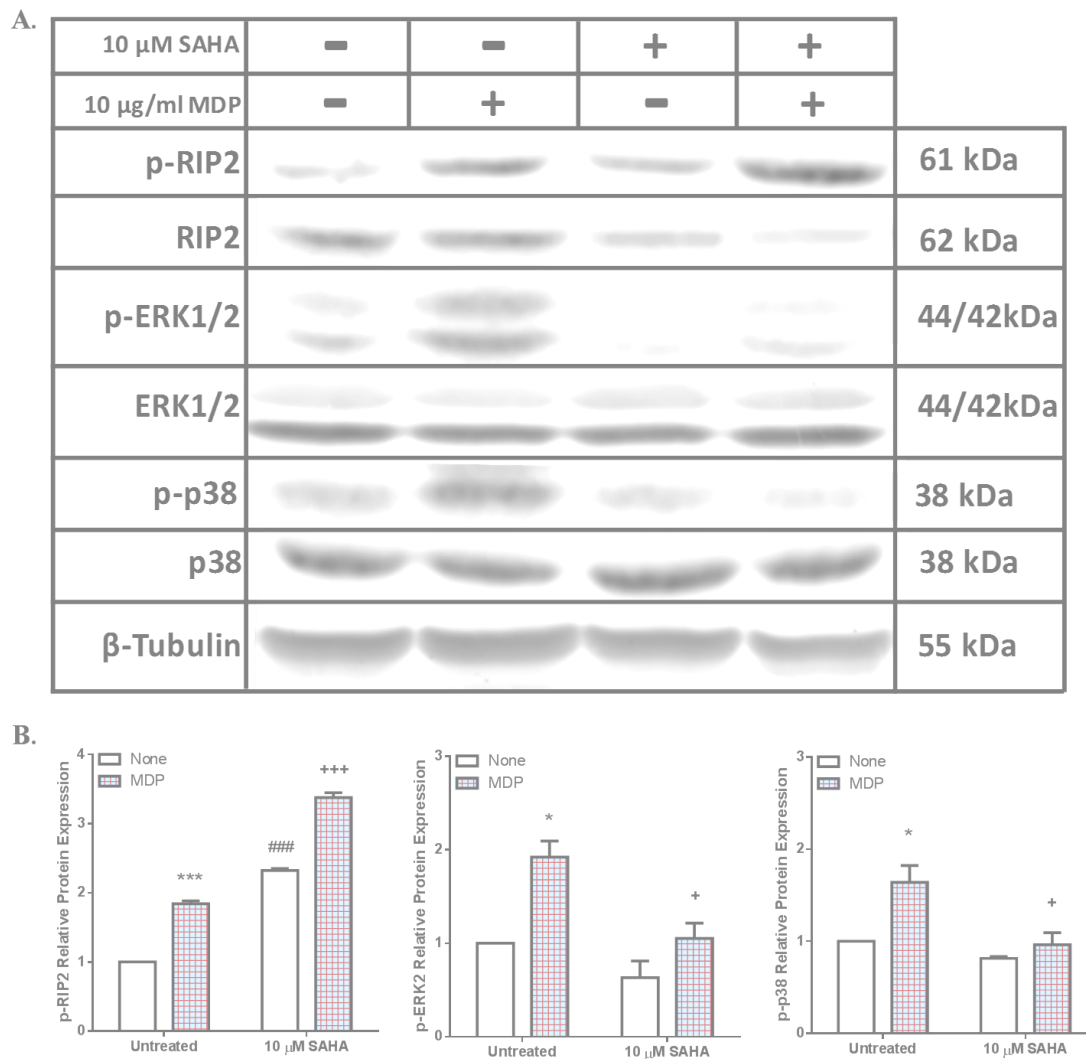 A.
10 μM SAHA - - + +
10 μg/ml MDP - + - +
p-RIP2 61 kDa
RIP2 62 kDa
p-ERK1/2 44/42kDa
ERK1/2 44/42kDa
p-p38 38 kDa
p38 38 kDa
β-Tubulin 55 kDa
B.
p-RIP2 Relative Protein Expression
4
3
2
1
0
None
MDP
***
###
+++
Untreated 10 μM SAHA
p-ERK2 Relative Protein Expression
3
2
1
0
None
MDP
*
+
Untreated 10 μM SAHA
p-p38 Relative Protein Expression
3
2
1
0
None
MDP
*
+
Untreated 10 μM SAHA